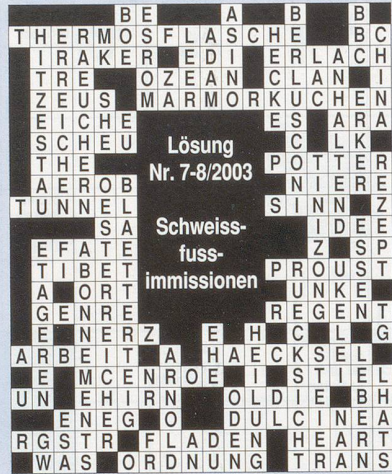 BE A B B
THERMOSFLASCHE BC
IRAKER EDI ERLACH
TRE OZEAN CLAN I
ZEUS MARMORKUCHEN
EICHE ES ARA
SCHEU C LK
THE POTTER
AEROB NIERE
TUNNEL SINN Z
SA IDEE
EFATE Z SP
TIBET PROUST
A ORT UNKE
GENRE REGENT
E NERZ E H C L G
ARBEIT A HAECKSEL
E MCENROE I STIEL
UN EHIRN OLDIE BH
ENEG O DULCINEA
RGSTR FLADEN HEART
WAS ORDNUNG TRANS
Lösung
Nr. 7-8/2003
Schweiss-
fuss-
immissionen